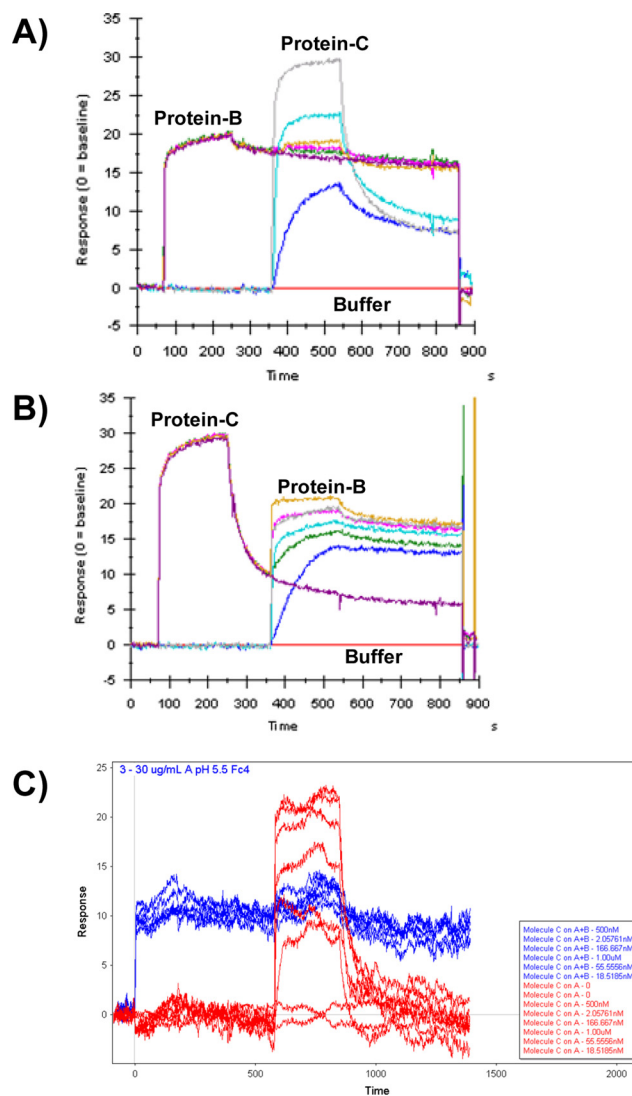 A)
Protein-C
Protein-B
Response (0 = baseline)
35
30
25
20
15
10
5
0
-5
Buffer
0 100 200 300 400 500 600 700 800 900
Time s
B)
Protein-C
Protein-B
Response (0 = baseline)
35
30
25
20
15
10
5
0
-5
Buffer
0 100 200 300 400 500 600 700 800 900
Time s
C)
3 - 30 ug/mL A pH 5.5 Fc4
Response
25
20
15
10
5
0
Molecule C on A+B - 500nM
Molecule C on A+B - 2.05761nM
Molecule C on A+B - 166.667nM
Molecule C on A+B - 1.00uM
Molecule C on A+B - 55.5556nM
Molecule C on A+B - 18.5185nM
Molecule C on A - 0
Molecule C on A - 0
Molecule C on A - 500nM
Molecule C on A - 2.05761nM
Molecule C on A - 166.667nM
Molecule C on A - 1.00uM
Molecule C on A - 55.5556nM
Molecule C on A - 18.5185nM
0 500 1000 1500 2000
Time